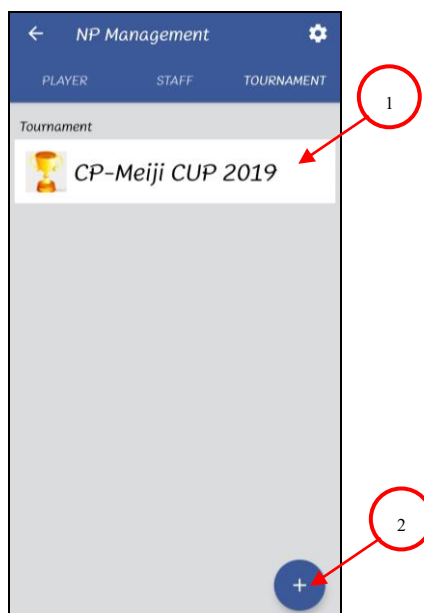 NP Management
PLAYER STAFF TOURNAMENT
1
Tournament
CP-Meiji CUP 2019
2
+